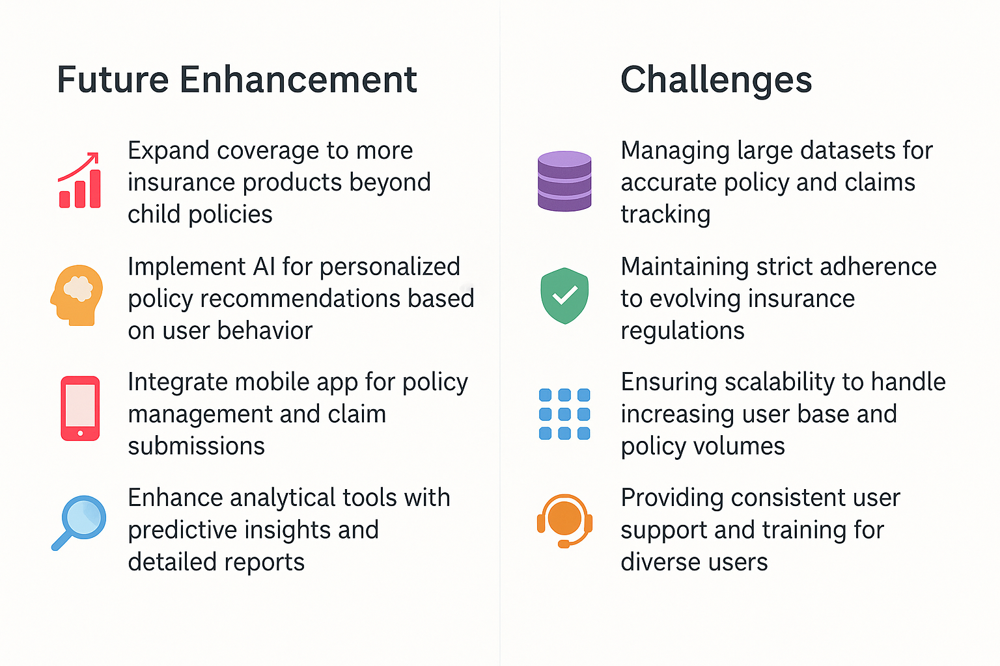 Future Enhancement
Expand coverage to more
insurance products beyond
child policies
Implement AI for personalized
policy recommendations based
on user behavior
Integrate mobile app for policy
management and claim
submissions
Enhance analytical tools with
predictive insights and
detailed reports
Challenges
Managing large datasets for
accurate policy and claims
tracking
Maintaining strict adherence
to evolving insurance
regulations
Ensuring scalability to handle
increasing user base and
policy volumes
Providing consistent user
support and training for
diverse users